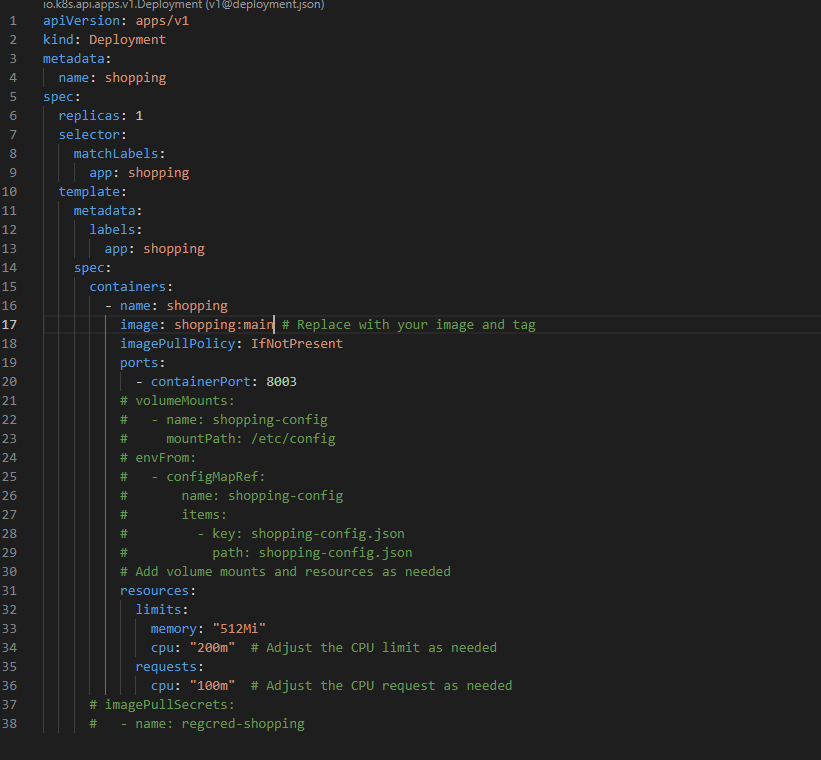 io.k8s.api.apps.v1.Deployment (v1@deployment.json)
1 apiVersion: apps/v1
2 kind: Deployment
3 metadata:
4   name: shopping
5 spec:
6   replicas: 1
7   selector:
8     matchLabels:
9       app: shopping
10   template:
11     metadata:
12       labels:
13         app: shopping
14     spec:
15       containers:
16         - name: shopping
17           image: shopping:main # Replace with your image and tag
18           imagePullPolicy: IfNotPresent
19           ports:
20             - containerPort: 8003
21           # volumeMounts:
22           #   - name: shopping-config
23           #     mountPath: /etc/config
24           # envFrom:
25           #   - configMapRef:
26           #       name: shopping-config
27           #       items:
28           #         - key: shopping-config.json
29           #           path: shopping-config.json
30           # Add volume mounts and resources as needed
31           resources:
32             limits:
33               memory: "512Mi"
34               cpu: "200m"  # Adjust the CPU limit as needed
35             requests:
36               cpu: "100m"  # Adjust the CPU request as needed
37       # imagePullSecrets:
38       #   - name: regcred-shopping